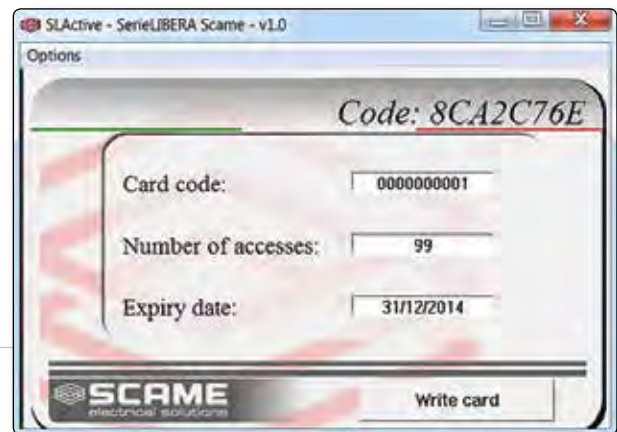 SLActive - SerieLIBERA Scame - v1.0
Options
Code: 8CA2C76E
Card code: 0000000001
Number of accesses: 99
Expiry date: 31/12/2014
SCAME
electrical solutions
Write card